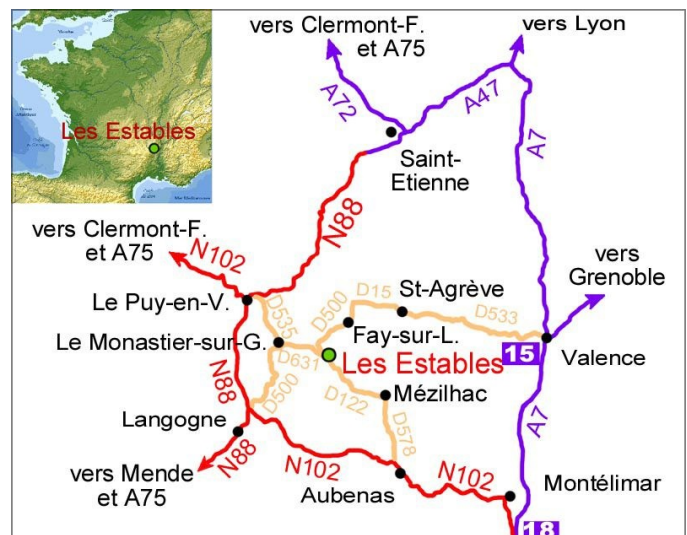 vers Clermont-F.
et A75
vers Lyon
Les Estables
A72
A47
A7
Saint-
Etienne
N88
vers Clermont-F.
et A75
N102
vers
Grenoble
St-Agrève
D15
D500
D533
Le Puy-en-V.
D535
Fay-sur-L.
Le Monastier-sur-G.
D631
Les Estables
15
Valence
N88
D500
D122
Mézilhac
A7
Langogne
N88
D578
vers Mende
et A75
N102
Aubenas
N102
Montélimar
18